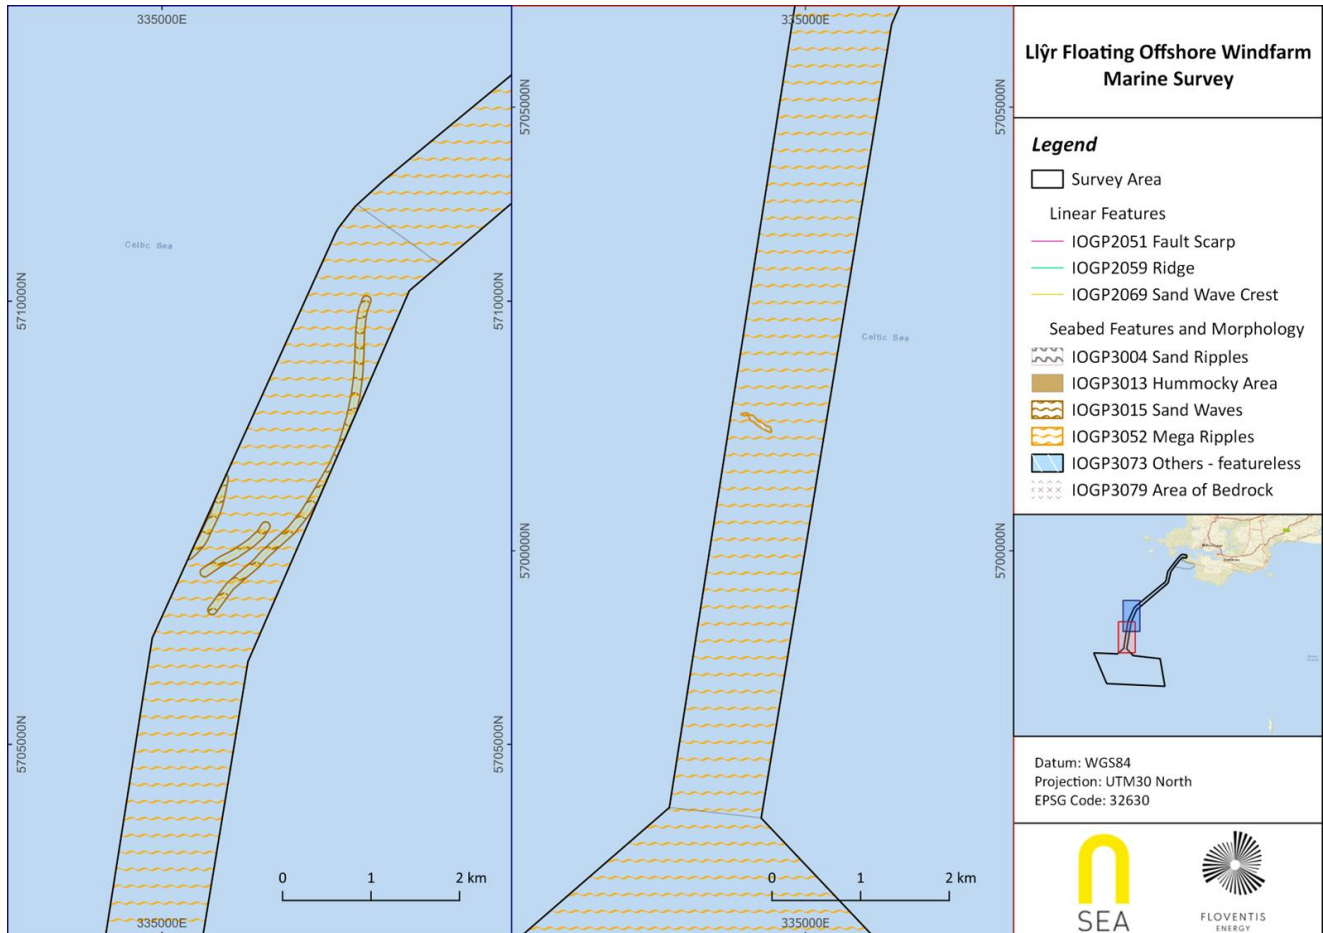 335000E
335000E
5705000N
5705000N
Celtic Sea
5710000N
5710000N
Celtic Sea
5700000N
5700000N
5705000N
5705000N
0 1 2 km
0 1 2 km
335000E
335000E
Llŷr Floating Offshore Windfarm
Marine Survey
Legend
Survey Area
Linear Features
IOGP2051 Fault Scarp
IOGP2059 Ridge
IOGP2069 Sand Wave Crest
Seabed Features and Morphology
IOGP3004 Sand Ripples
IOGP3013 Hummocky Area
IOGP3015 Sand Waves
IOGP3052 Mega Ripples
IOGP3073 Others - featureless
IOGP3079 Area of Bedrock
Datum: WGS84
Projection: UTM30 North
EPSG Code: 32630
SEA
FLOVENTIS
ENERGY